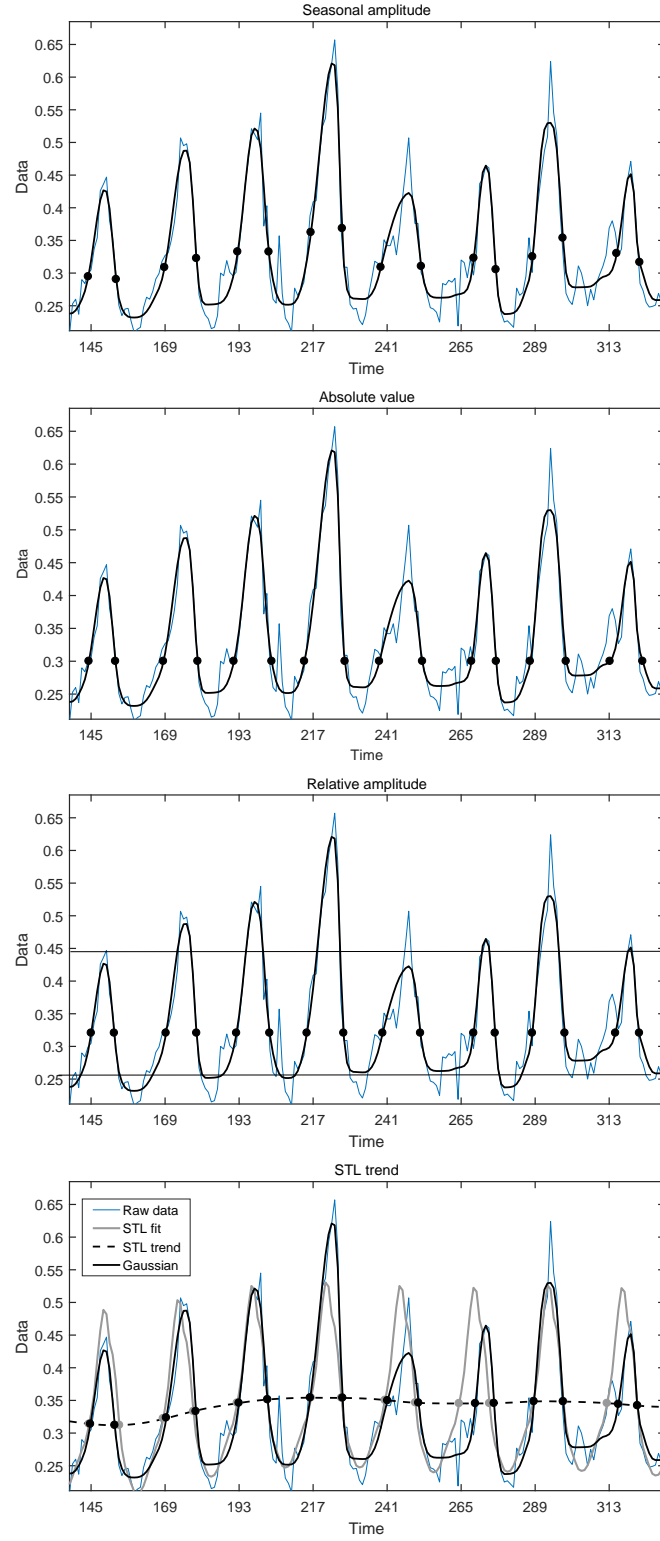 Seasonal amplitude
0.65
0.6
0.55
0.5
0.45
0.4
0.35
0.3
0.25
Data
145 169 193 217 241 265 289 313
Time
Absolute value
0.65
0.6
0.55
0.5
0.45
0.4
0.35
0.3
0.25
Data
145 169 193 217 241 265 289 313
Time
Relative amplitude
0.65
0.6
0.55
0.5
0.45
0.4
0.35
0.3
0.25
Data
145 169 193 217 241 265 289 313
Time
STL trend
0.65
0.6
0.55
0.5
0.45
0.4
0.35
0.3
0.25
Data
Raw data
STL fit
STL trend
Gaussian
145 169 193 217 241 265 289 313
Time